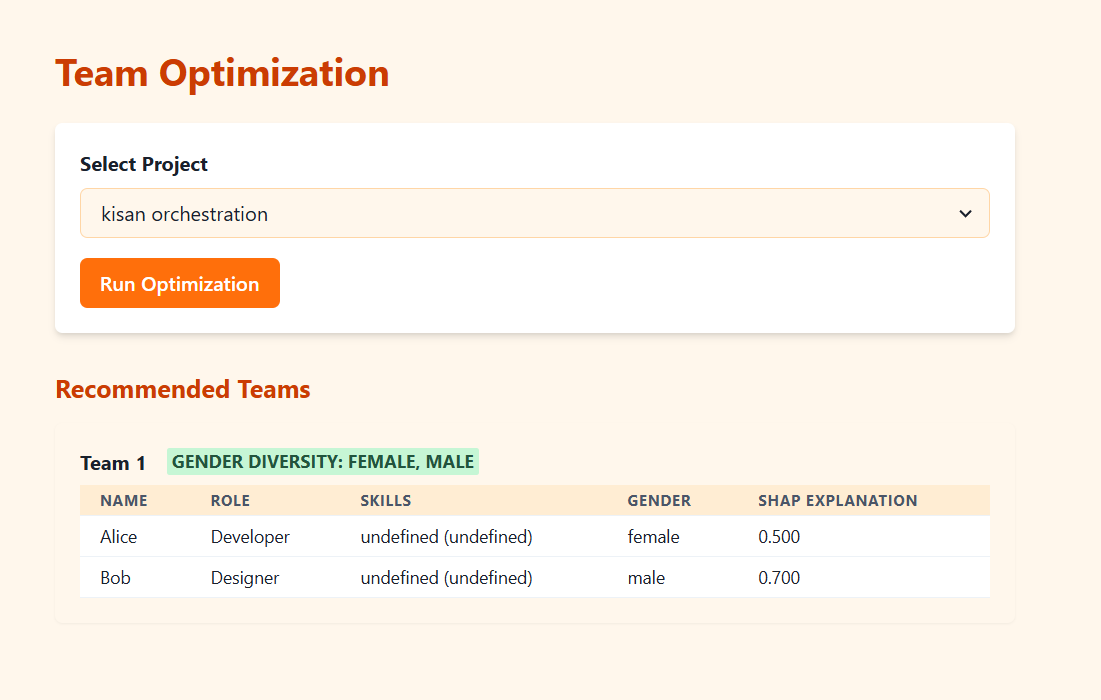 Team Optimization
Select Project
kisan orchestration
Run Optimization
Recommended Teams
Team 1 GENDER DIVERSITY: FEMALE, MALE
NAME ROLE SKILLS GENDER SHAP EXPLANATION
Alice Developer undefined (undefined) female 0.500
Bob Designer undefined (undefined) male 0.700